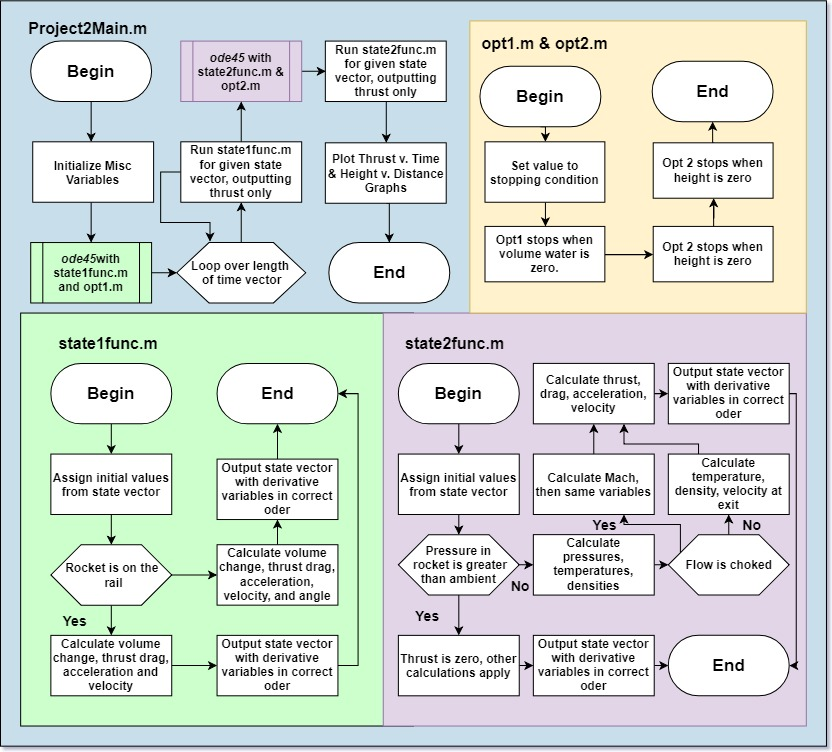 Project2Main.m
Begin
Initialize Misc
Variables
ode45with
state1func.m
and opt1.m
Loop over length
of time vector
Run state1func.m
for given state
vector, outputting
thrust only
ode45 with
state2func.m &
opt2.m
Run state2func.m
for given state
vector, outputting
thrust only
Plot Thrust v. Time
& Height v. Distance
Graphs
End
opt1.m & opt2.m
Begin
Set value to
stopping condition
Opt1 stops when
volume water is
zero.
Opt 2 stops when
height is zero
Opt 2 stops when
height is zero
End
state1func.m
Begin
Assign initial values
from state vector
Rocket is on the
rail
Yes
Calculate volume
change, thrust drag,
acceleration and
velocity
Output state vector
with derivative
variables in correct
oder
Calculate volume
change, thrust drag,
acceleration,
velocity, and angle
Output state vector
with derivative
variables in correct
oder
End
state2func.m
Begin
Assign initial values
from state vector
Pressure in
rocket is greater
than ambient
Yes
No
Thrust is zero, other
calculations apply
Output state vector
with derivative
variables in correct
oder
End
Calculate
pressures,
temperatures,
densities
Flow is choked
Yes
No
Calculate Mach,
then same variables
Calculate
temperature,
density, velocity at
exit
Calculate thrust,
drag, acceleration,
velocity
Output state vector
with derivative
variables in correct
oder